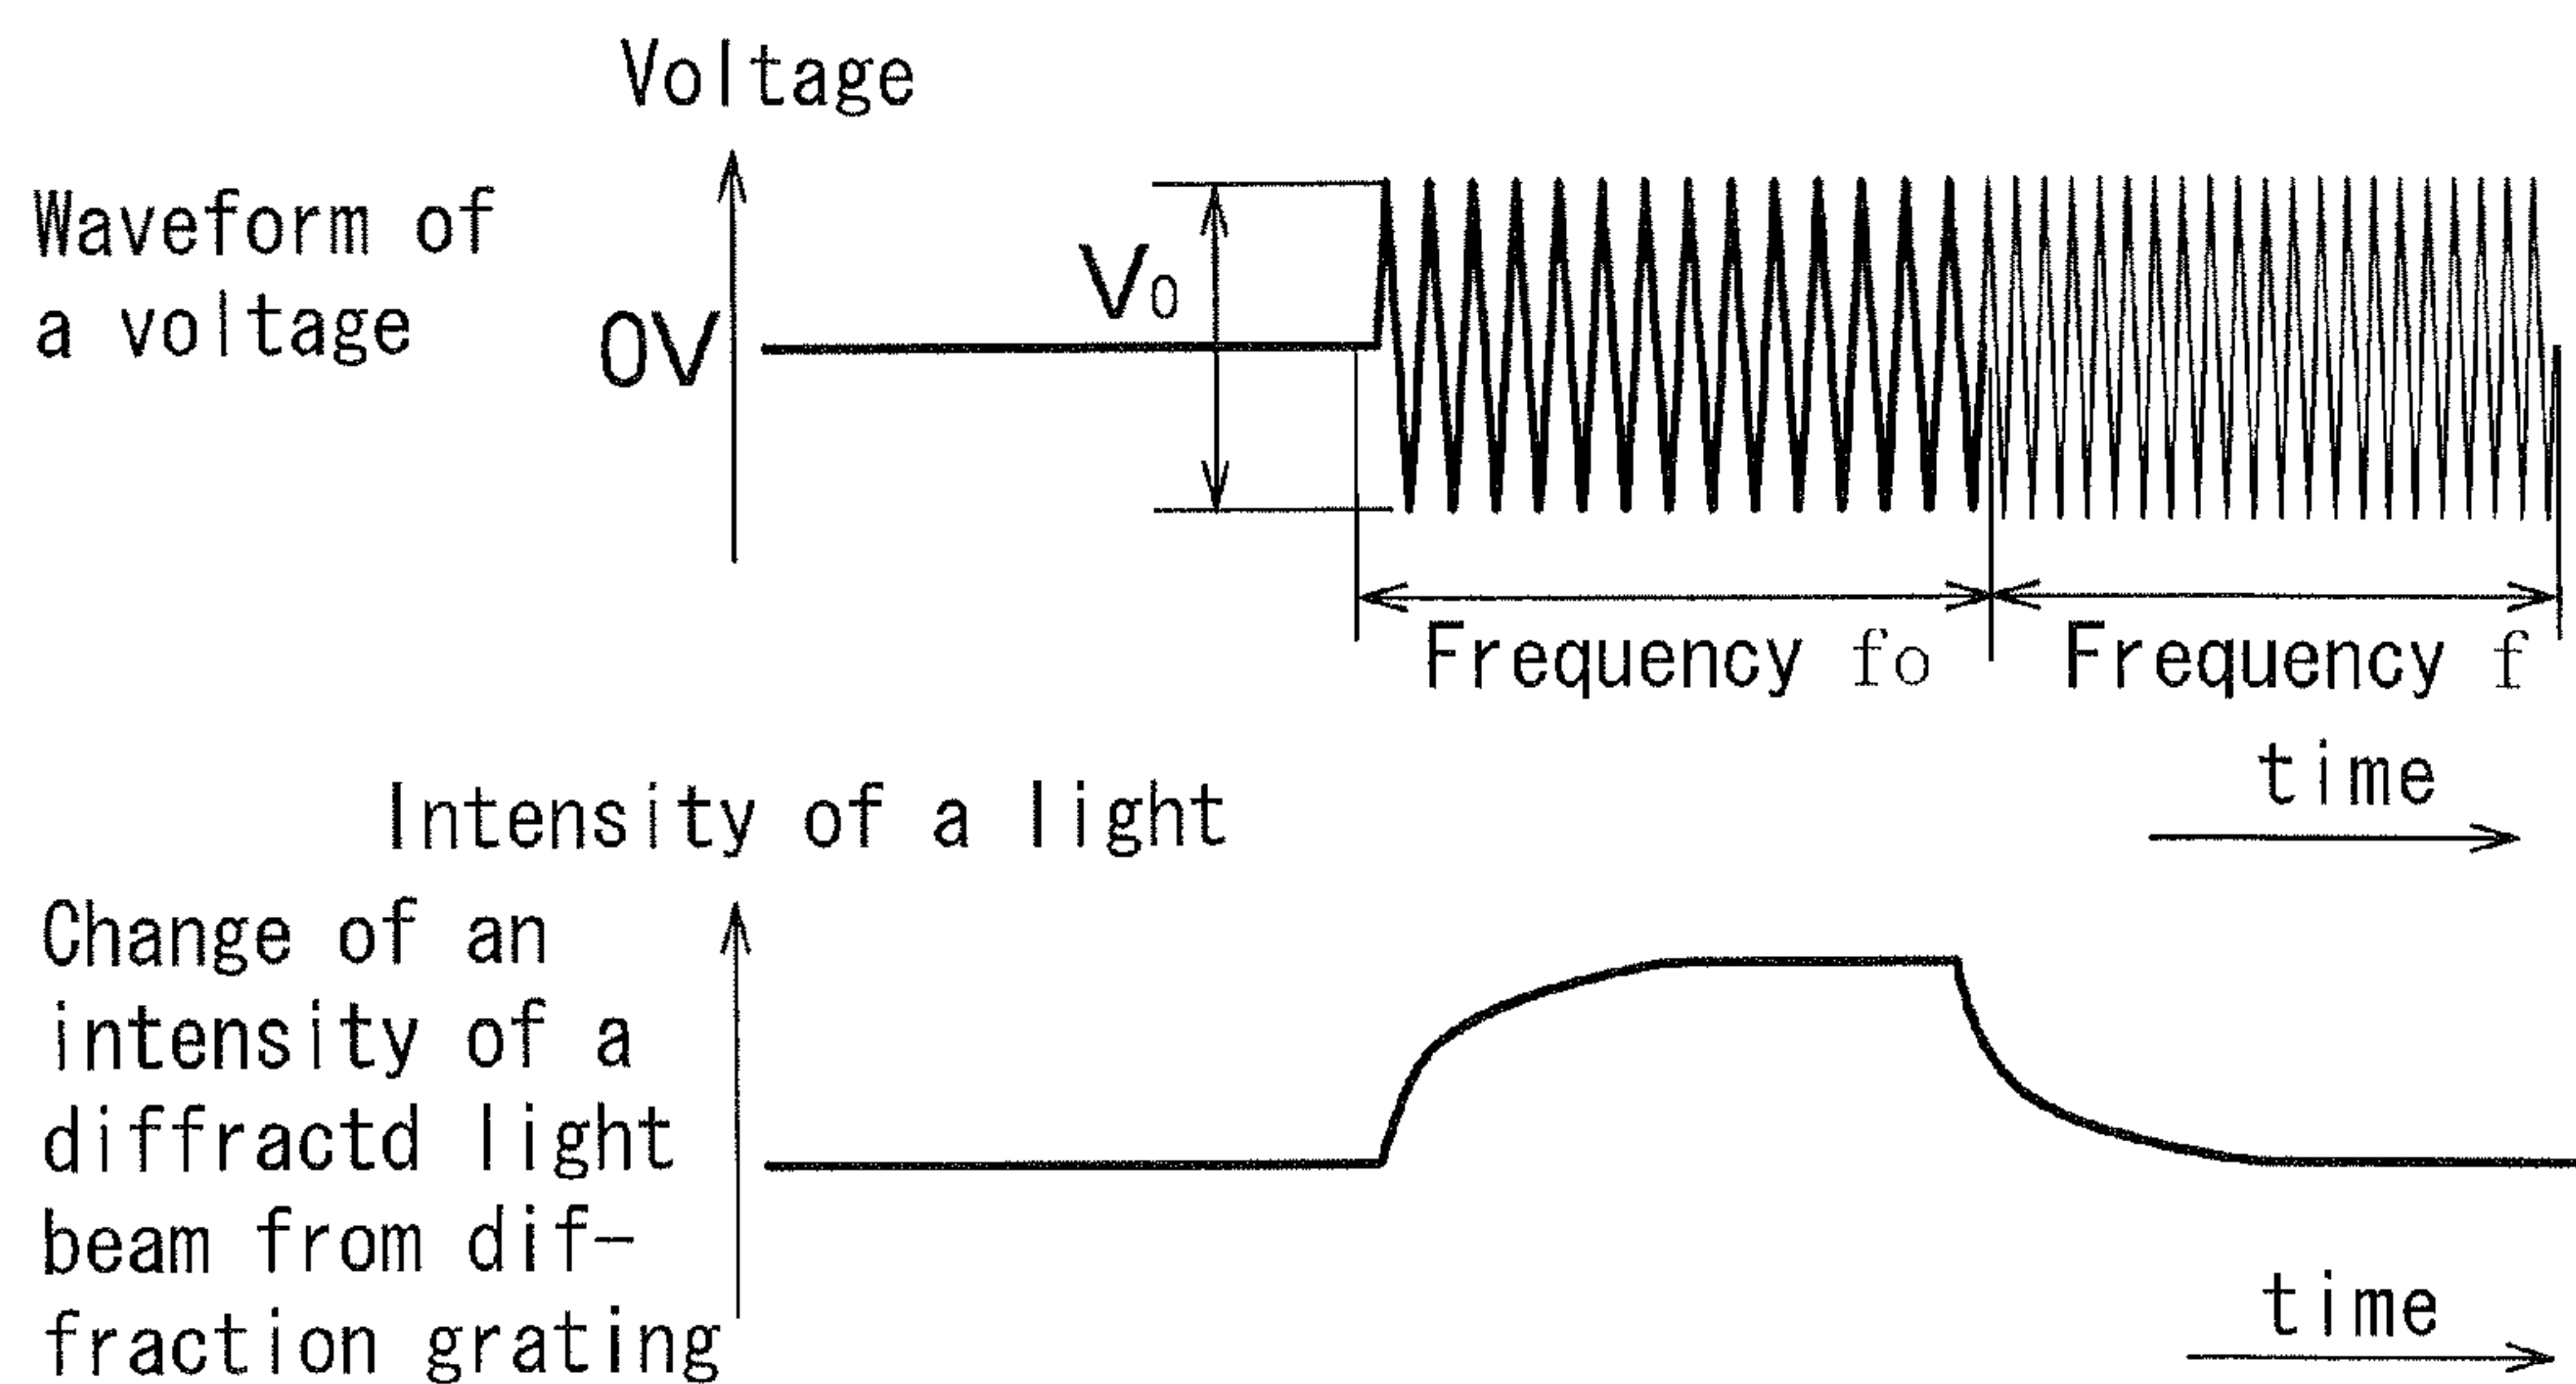 Voltage
Waveform of
a voltage
0V
V0
Frequency fo
Frequency f
time
Intensity of a light
Change of an
intensity of a
diffractd light
beam from dif-
fraction grating
time